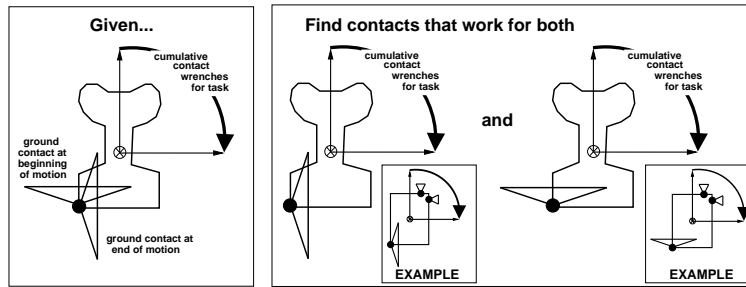 Given...
cumulative
contact
wrenches
for task
ground
contact at
beginning
of motion
ground contact at
end of motion
Find contacts that work for both
cumulative
contact
wrenches
for task
EXAMPLE
and
cumulative
contact
wrenches
for task
EXAMPLE